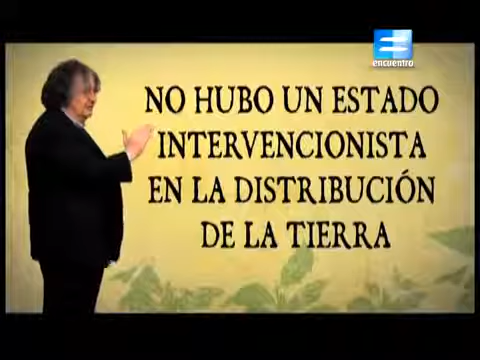 encuentro
NO HUBO UN ESTADO
INTERVENCIONISTA
EN LA DISTRIBUCIÓN
DE LA TIERRA